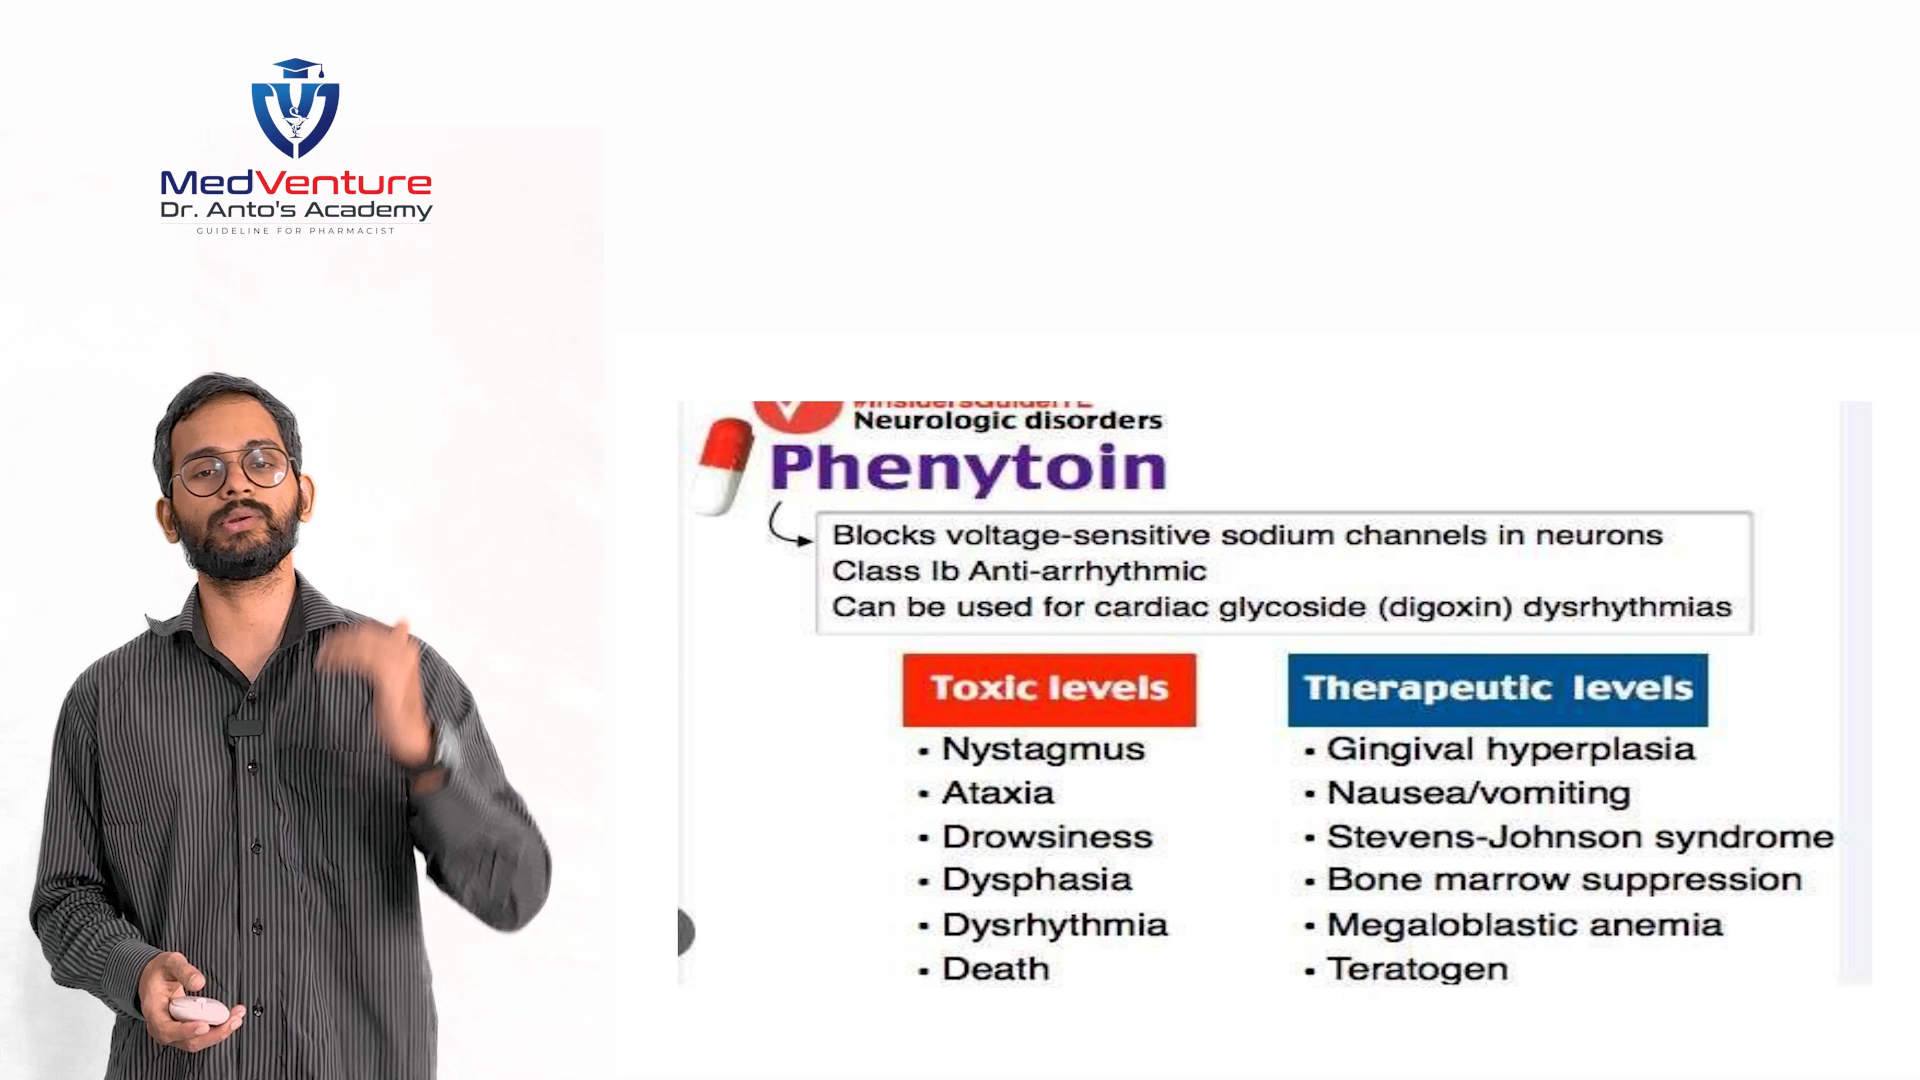 MedVenture
Dr. Anto's Academy
GUIDELINE FOR PHARMACIST
Neurologic disorders
Phenytoin
Blocks voltage-sensitive sodium channels in neurons
Class Ib Anti-arrhythmic
Can be used for cardiac glycoside (digoxin) dysrhythmias
Toxic levels
▪ Nystagmus
▪ Ataxia
▪ Drowsiness
▪ Dysphasia
▪ Dysrhythmia
▪ Death
Therapeutic levels
▪ Gingival hyperplasia
▪ Nausea/vomiting
▪ Stevens-Johnson syndrome
▪ Bone marrow suppression
▪ Megaloblastic anemia
▪ Teratogen